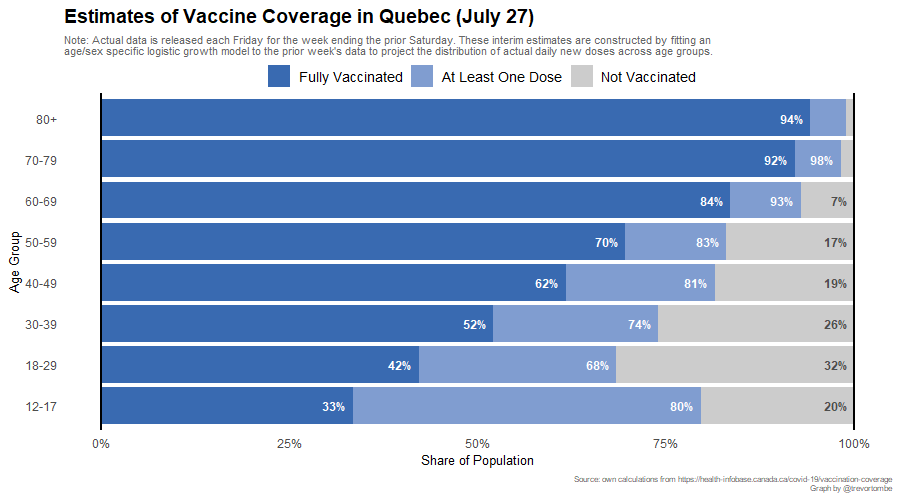 Estimates of Vaccine Coverage in Quebec (July 27)
Note: Actual data is released each Friday for the week ending the prior Saturday. These interim estimates are constructed by fitting an
age/sex specific logistic growth model to the prior week's data to project the distribution of actual daily new doses across age groups.
Fully Vaccinated At Least One Dose Not Vaccinated
Age Group
80+ 94%
70-79 92% 98%
60-69 84% 93% 7%
50-59 70% 83% 17%
40-49 62% 81% 19%
30-39 52% 74% 26%
18-29 42% 68% 32%
12-17 33% 80% 20%
0% 25% 50% 75% 100%
Share of Population
Source: own calculations from https://health-infobase.canada.ca/covid-19/vaccination-coverage
Graph by @trevortombe